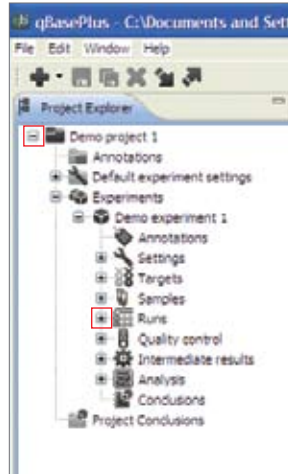 qBasePlus - C:\Documents and Sett
File Edit Window Help
Project Explorer
Demo project 1
Annotations
Default experiment settings
Experiments
Demo experiment 1
Annotations
Settings
Targets
Samples
Runs
Quality control
Intermediate results
Analysis
Conclusions
Project Conclusions